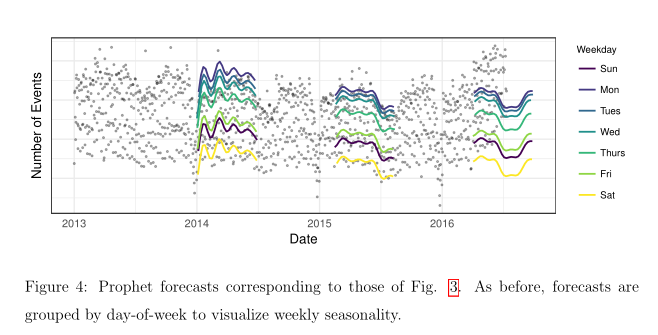 Number of Events
2013
2014
2015
2016
Date
Weekday
Sun
Mon
Tues
Wed
Thurs
Fri
Sat
Figure 4: Prophet forecasts corresponding to those of Fig. 3. As before, forecasts are
grouped by day-of-week to visualize weekly seasonality.